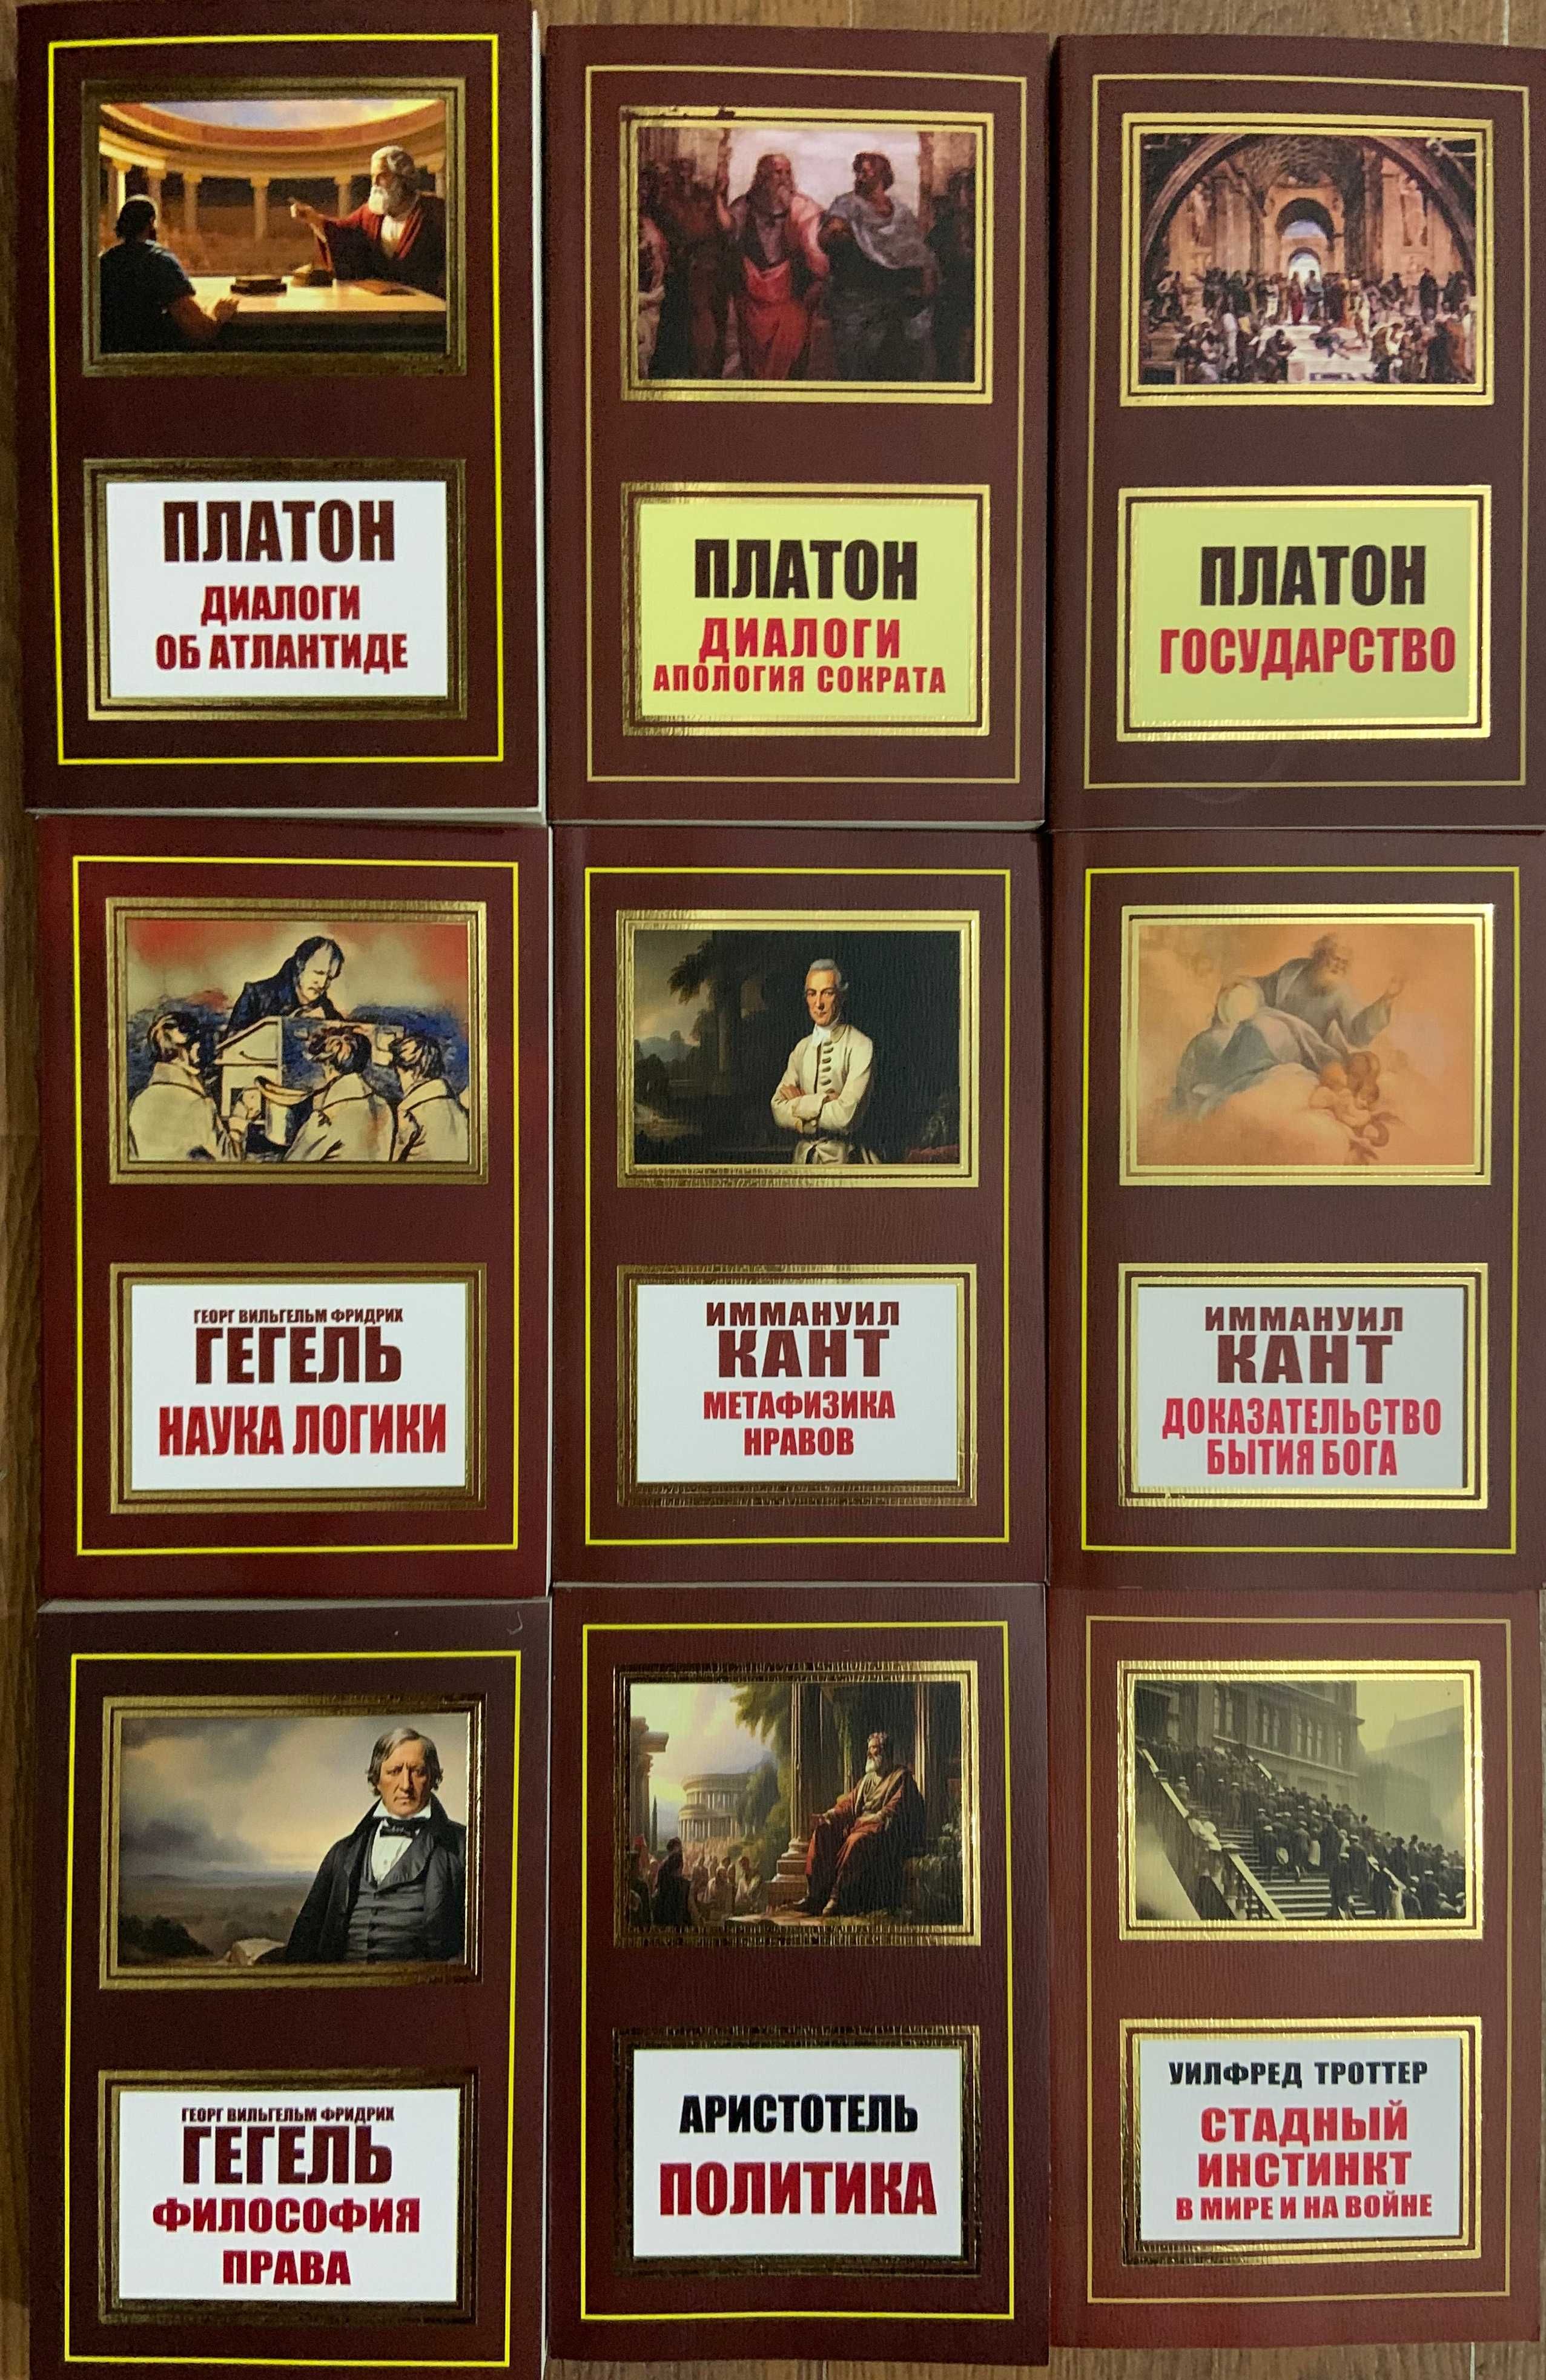 ПЛАТОН
ДИАЛОГИ
ОБ АТЛАНТИДЕ
ПЛАТОН
ДИАЛОГИ
АПОЛОГИЯ СОКРАТА
ПЛАТОН
ГОСУДАРСТВО
ГЕОРГ ВИЛЬГЕЛЬМ ФРИДРИХ
ГЕГЕЛЬ
НАУКА ЛОГИКИ
ИММАНУИЛ
КАНТ
МЕТАФИЗИКА
НРАВОВ
ИММАНУИЛ
КАНТ
ДОКАЗАТЕЛЬСТВО
БЫТИЯ БОГА
ГЕОРГ ВИЛЬГЕЛЬМ ФРИДРИХ
ГЕГЕЛЬ
ФИЛОСОФИЯ
ПРАВА
АРИСТОТЕЛЬ
ПОЛИТИКА
УИЛФРЕД ТРОТТЕР
СТАДНЫЙ
ИНСТИНКТ
В МИРЕ И НА ВОЙНЕ